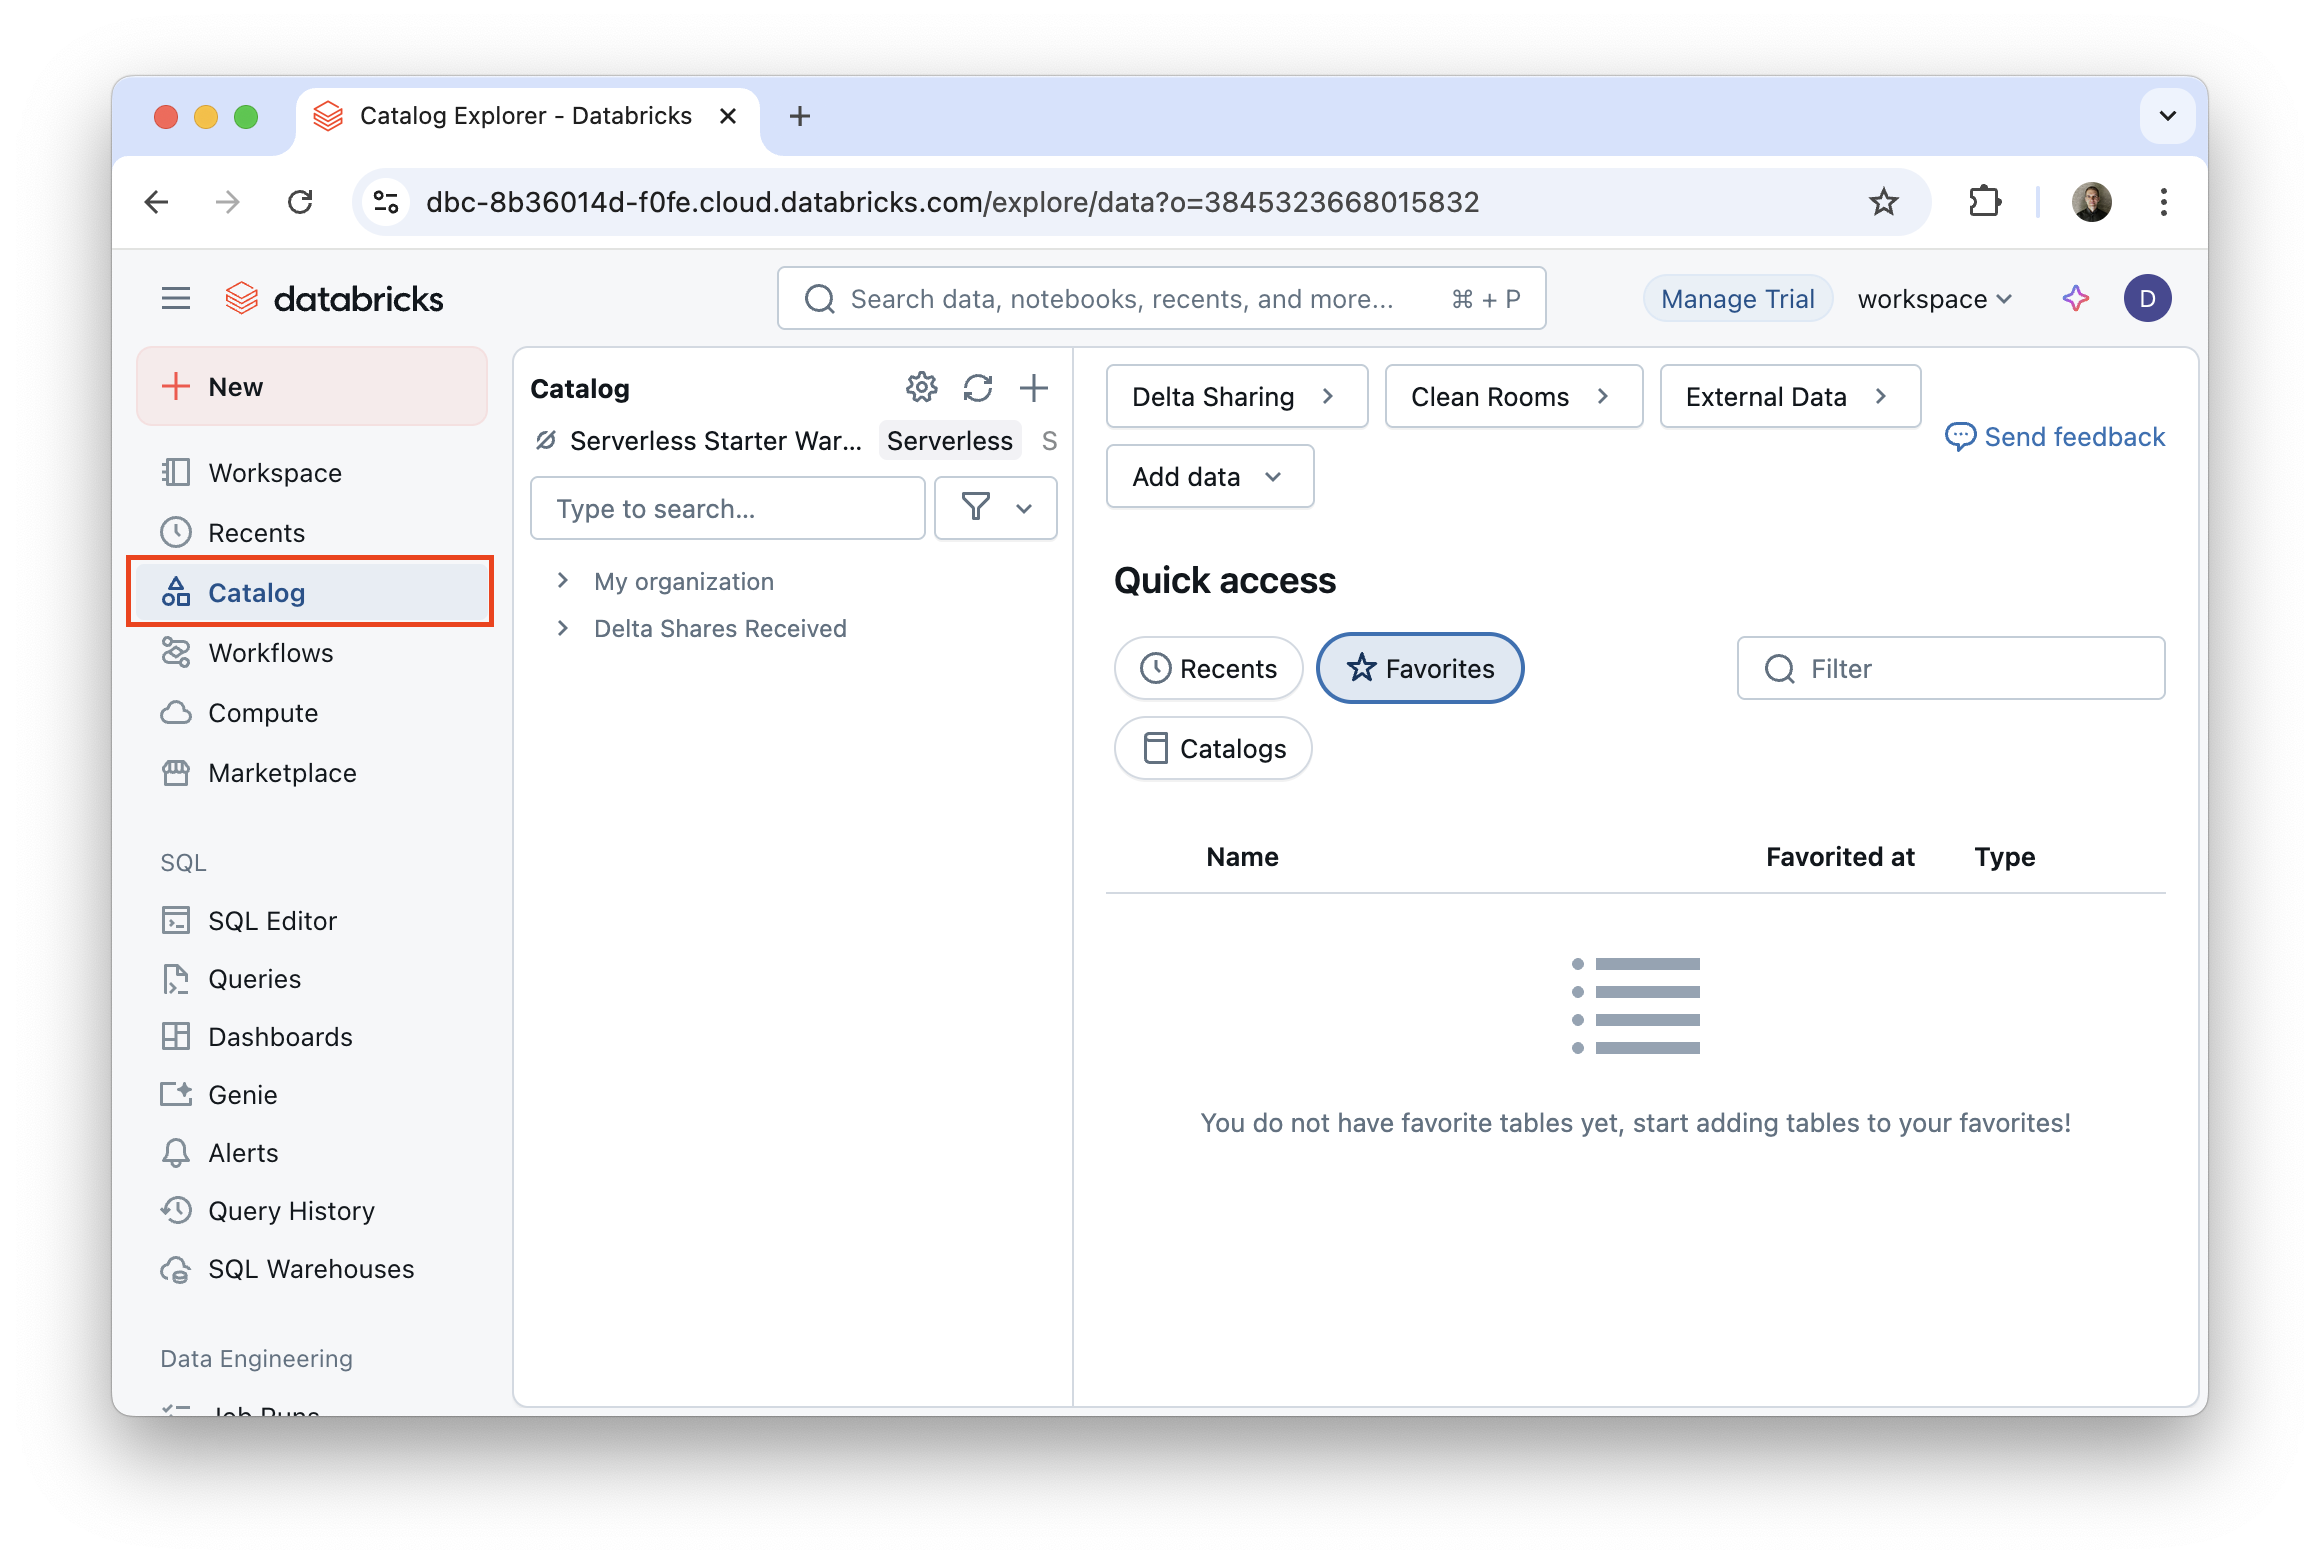 Catalog Explorer - Databricks
dbc-8b36014d-f0fe.cloud.databricks.com/explore/data?o=3845323668015832
databricks
Search data, notebooks, recents, and more...
⌘ + P
Manage Trial
workspace
D
New
Workspace
Recents
Catalog
Workflows
Compute
Marketplace
SQL
SQL Editor
Queries
Dashboards
Genie
Alerts
Query History
SQL Warehouses
Data Engineering
Job Runs
Catalog
Serverless Starter War... Serverless S
Type to search...
My organization
Delta Shares Received
Delta Sharing
Clean Rooms
External Data
Add data
Send feedback
Quick access
Recents
Favorites
Catalogs
Filter
Name Favorited at Type
You do not have favorite tables yet, start adding tables to your favorites!